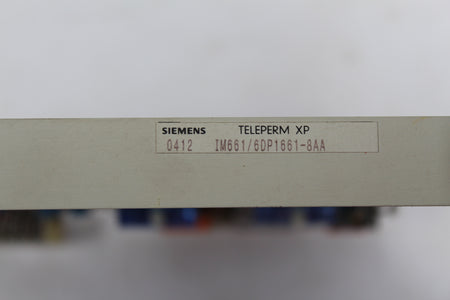 SIEMENS TELEPERM XP
0412 IM661/6DP1661-8AA